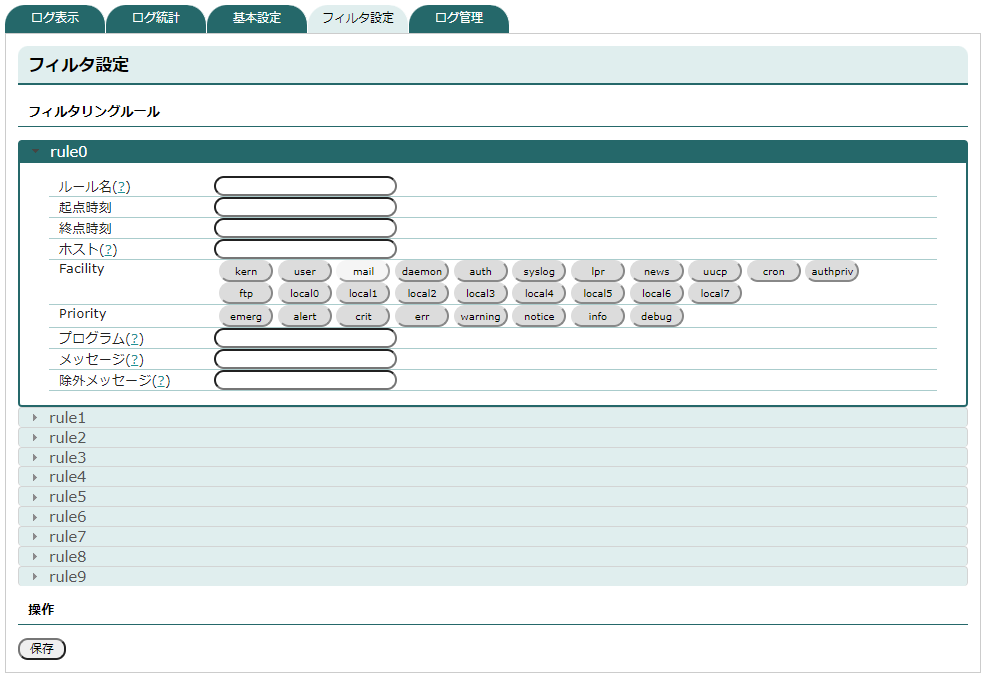 ログ表示 ログ統計 基本設定 フィルタ設定 ログ管理
フィルタ設定
フィルタリングルール
rule0
ルール名(?)
起点時刻
終点時刻
ホスト(?)
Facility kern user mail daemon auth syslog lpr news uucp cron authpriv
ftp local0 local1 local2 local3 local4 local5 local6 local7
Priority emerg alert crit err warning notice info debug
プログラム(?)
メッセージ(?)
除外メッセージ(?)
rule1
rule2
rule3
rule4
rule5
rule6
rule7
rule8
rule9
操作
保存